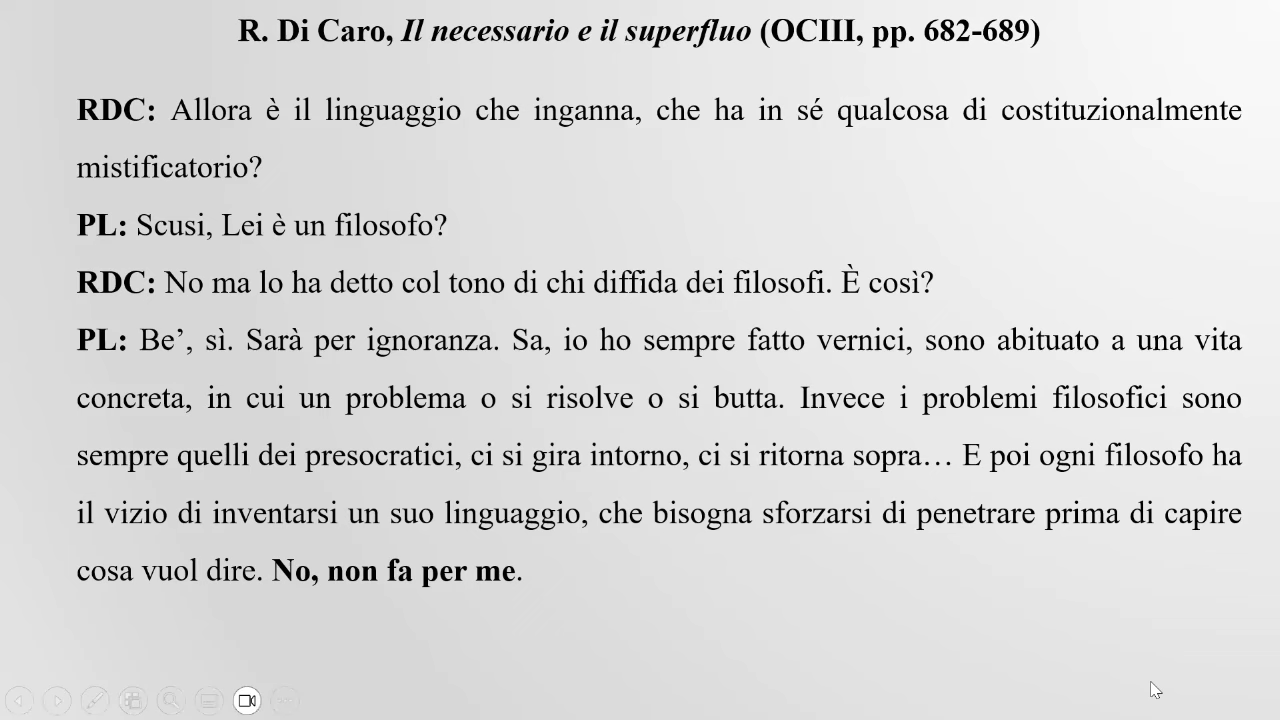 R. Di Caro, Il necessario e il superfluo (OCIII, pp. 682-689)
RDC: Allora è il linguaggio che inganna, che ha in sé qualcosa di costituzionalmente
mistificatorio?
PL: Scusi, Lei è un filosofo?
RDC: No ma lo ha detto col tono di chi diffida dei filosofi. È così?
PL: Be’, sì. Sarà per ignoranza. Sa, io ho sempre fatto vernici, sono abituato a una vita
concreta, in cui un problema o si risolve o si butta. Invece i problemi filosofici sono
sempre quelli dei presocratici, ci si gira intorno, ci si ritorna sopra… E poi ogni filosofo ha
il vizio di inventarsi un suo linguaggio, che bisogna sforzarsi di penetrare prima di capire
cosa vuol dire. No, non fa per me.